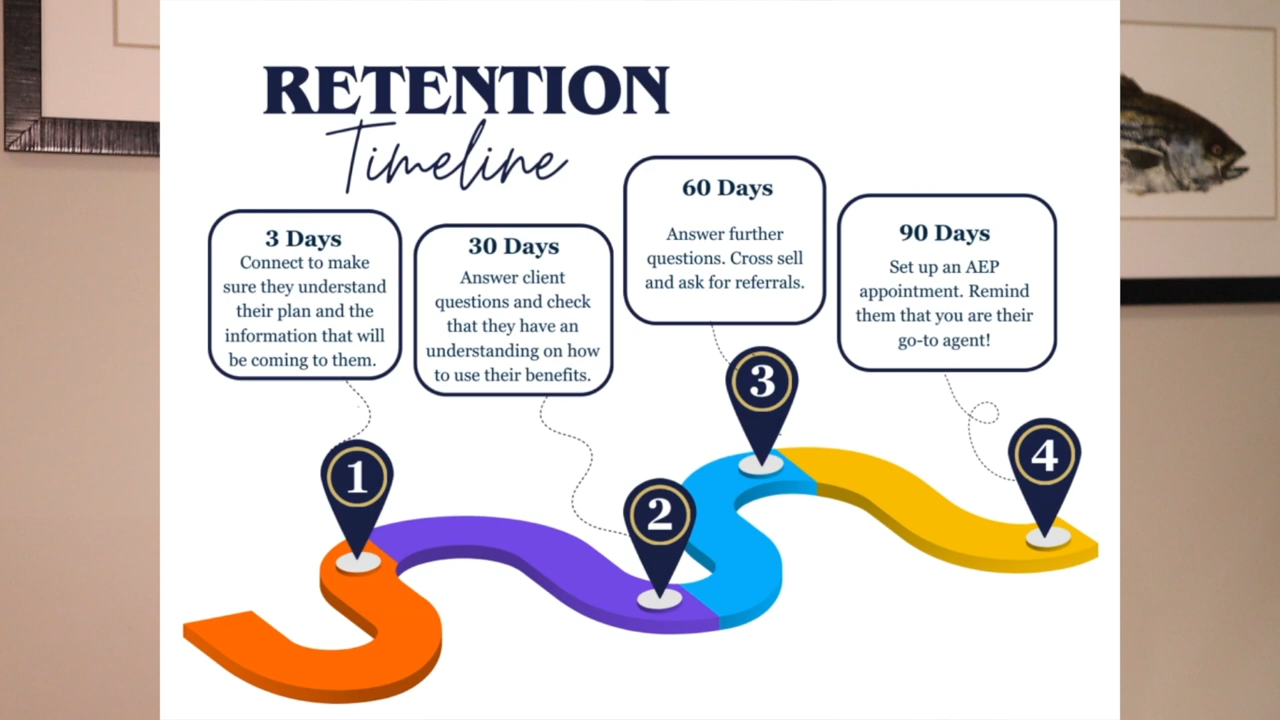 RETENTION
Timeline
3 Days
Connect to make
sure they understand
their plan and the
information that will
be coming to them.
30 Days
Answer client
questions and check
that they have an
understanding on how
to use their benefits.
60 Days
Answer further
questions. Cross sell
and ask for referrals.
90 Days
Set up an AEP
appointment. Remind
them that you are their
go-to agent!
1
2
3
4